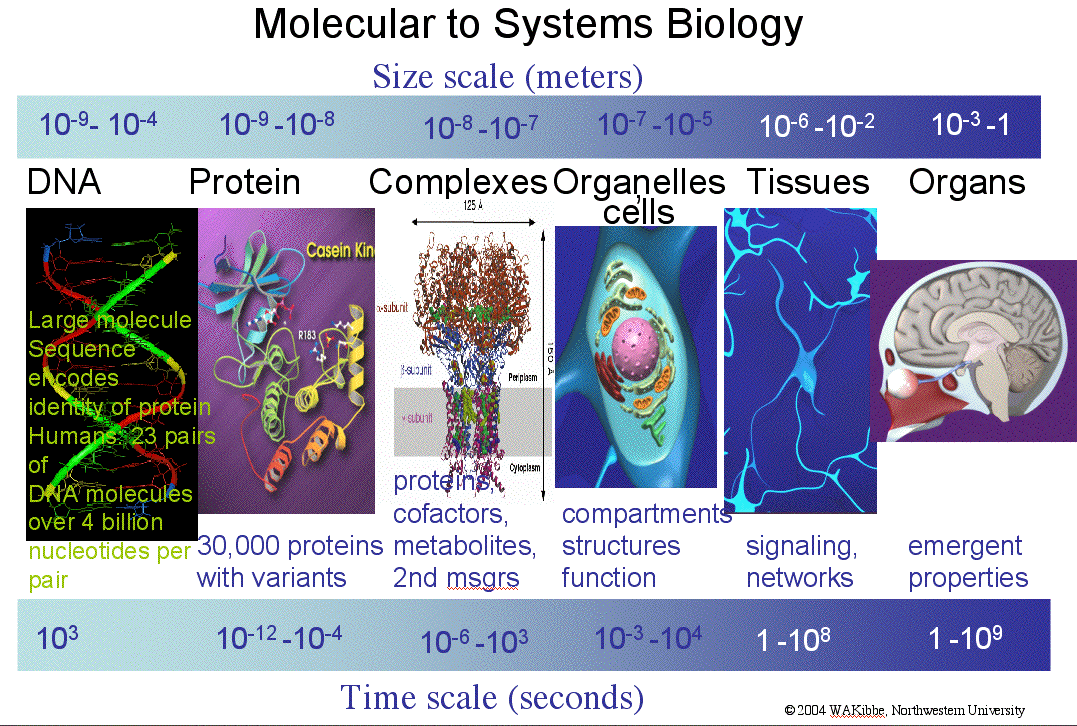 Molecular to Systems Biology
Size scale (meters)
10⁻⁹- 10⁻⁴
10⁻⁹ -10⁻⁸
10⁻⁸ -10⁻⁷
10⁻⁷ -10⁻⁵
10⁻⁶ -10⁻²
10⁻³ -1
DNA
Protein
Complexes
Organelles,
cells
Tissues
Organs
Large molecule
Sequence
encodes
identity of protein
Humans: 23 pairs
of
DNA molecules
over 4 billion
nucleotides per
pair
Casein Kin
R183
30,000 proteins
with variants
125 Å
α-subunit
β-subunit
Periplasm
γ-subunit
Cytoplasm
150 Å
proteins,
cofactors,
metabolites,
2nd msgrs
compartments
structures
function
signaling,
networks
emergent
properties
10³
10⁻¹² -10⁻⁴
10⁻⁶ -10³
10⁻³ -10⁴
1 -10⁸
1 -10⁹
Time scale (seconds)
© 2004 WAKibbe, Northwestern University